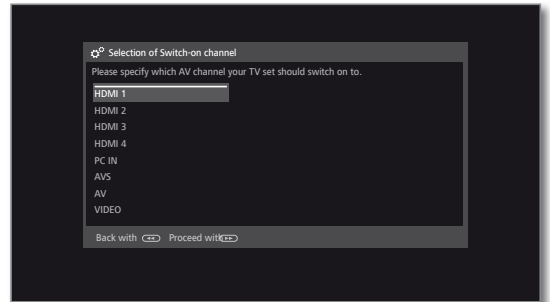 Selection of Switch-on channel
Please specify which AV channel your TV set should switch on to.
HDMI 1
HDMI 2
HDMI 3
HDMI 4
PC IN
AVS
AV
VIDEO
Back with Proceed with